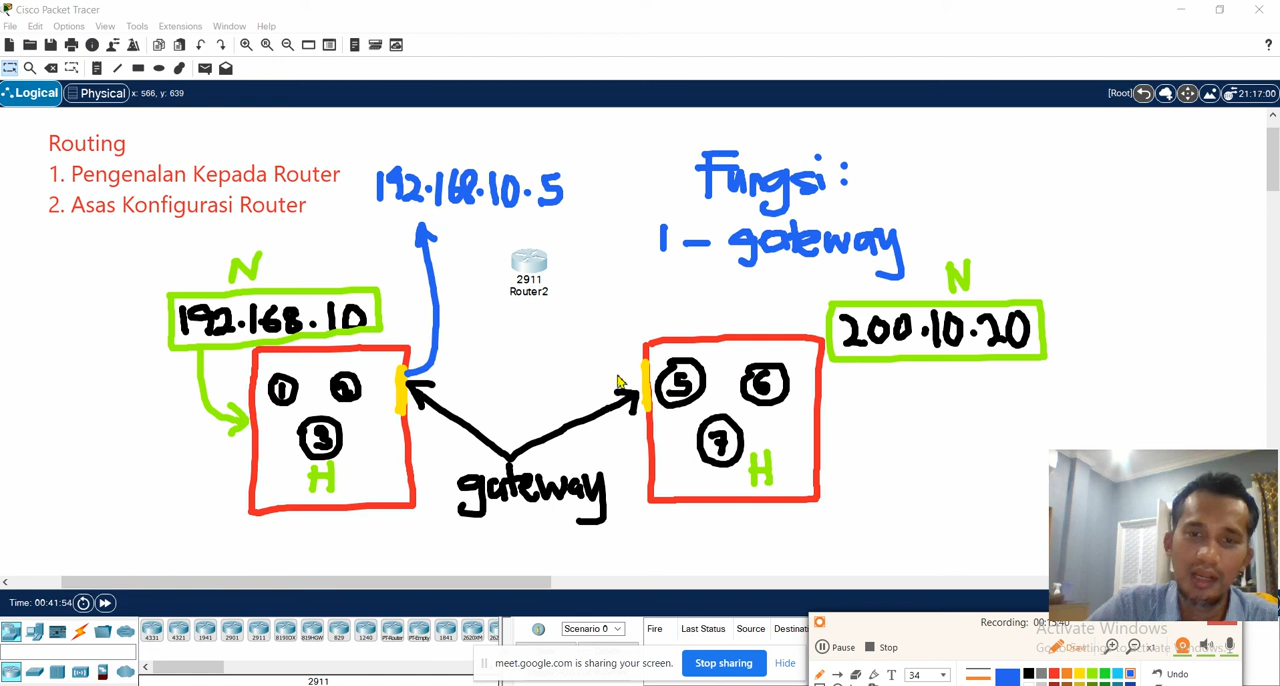 Cisco Packet Tracer
File Edit Options View Tools Extensions Window Help
?
Logical Physical x: 566, y: 639 [Root] 21:17:00
Routing
1. Pengenalan Kepada Router
2. Asas Konfigurasi Router
192.168.10.5
Fungsi:
1 - gateway
2911
Router2
N
192.168.10
N
200.10.20
1 2
3
H
5 6
7
H
gateway
Time: 00:41:54
4331 4321 1941 2901 2911 819IOX 819HGW 829 1240 PT-Router PT-Empty 1841 2620XM
Scenario 0 Fire Last Status Source
2911
meet.google.com is sharing your screen. Stop sharing Hide
Recording:
Activate Windows
Pause Stop
Draw x1
T 34 Undo